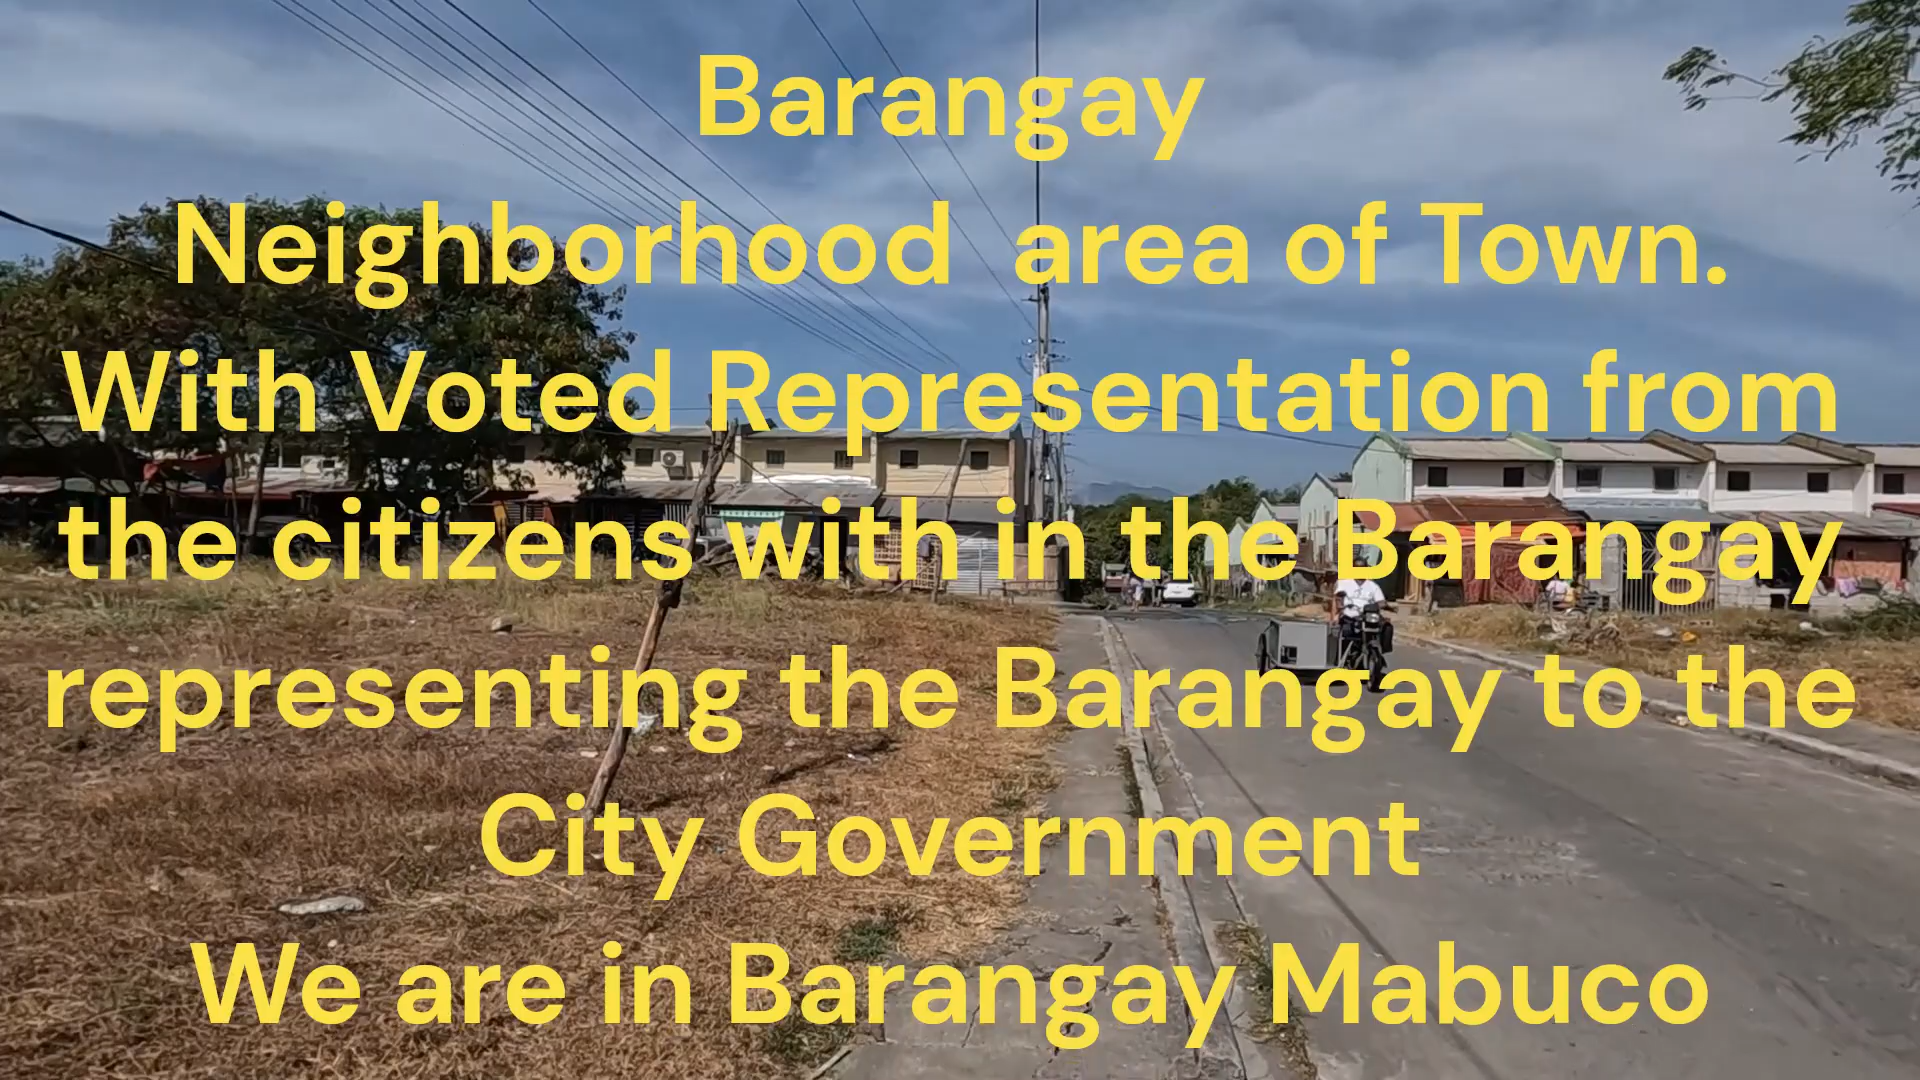 Barangay
Neighborhood  area of Town.
With Voted Representation from
the citizens with in the Barangay
representing the Barangay to the
City Government
We are in Barangay Mabuco